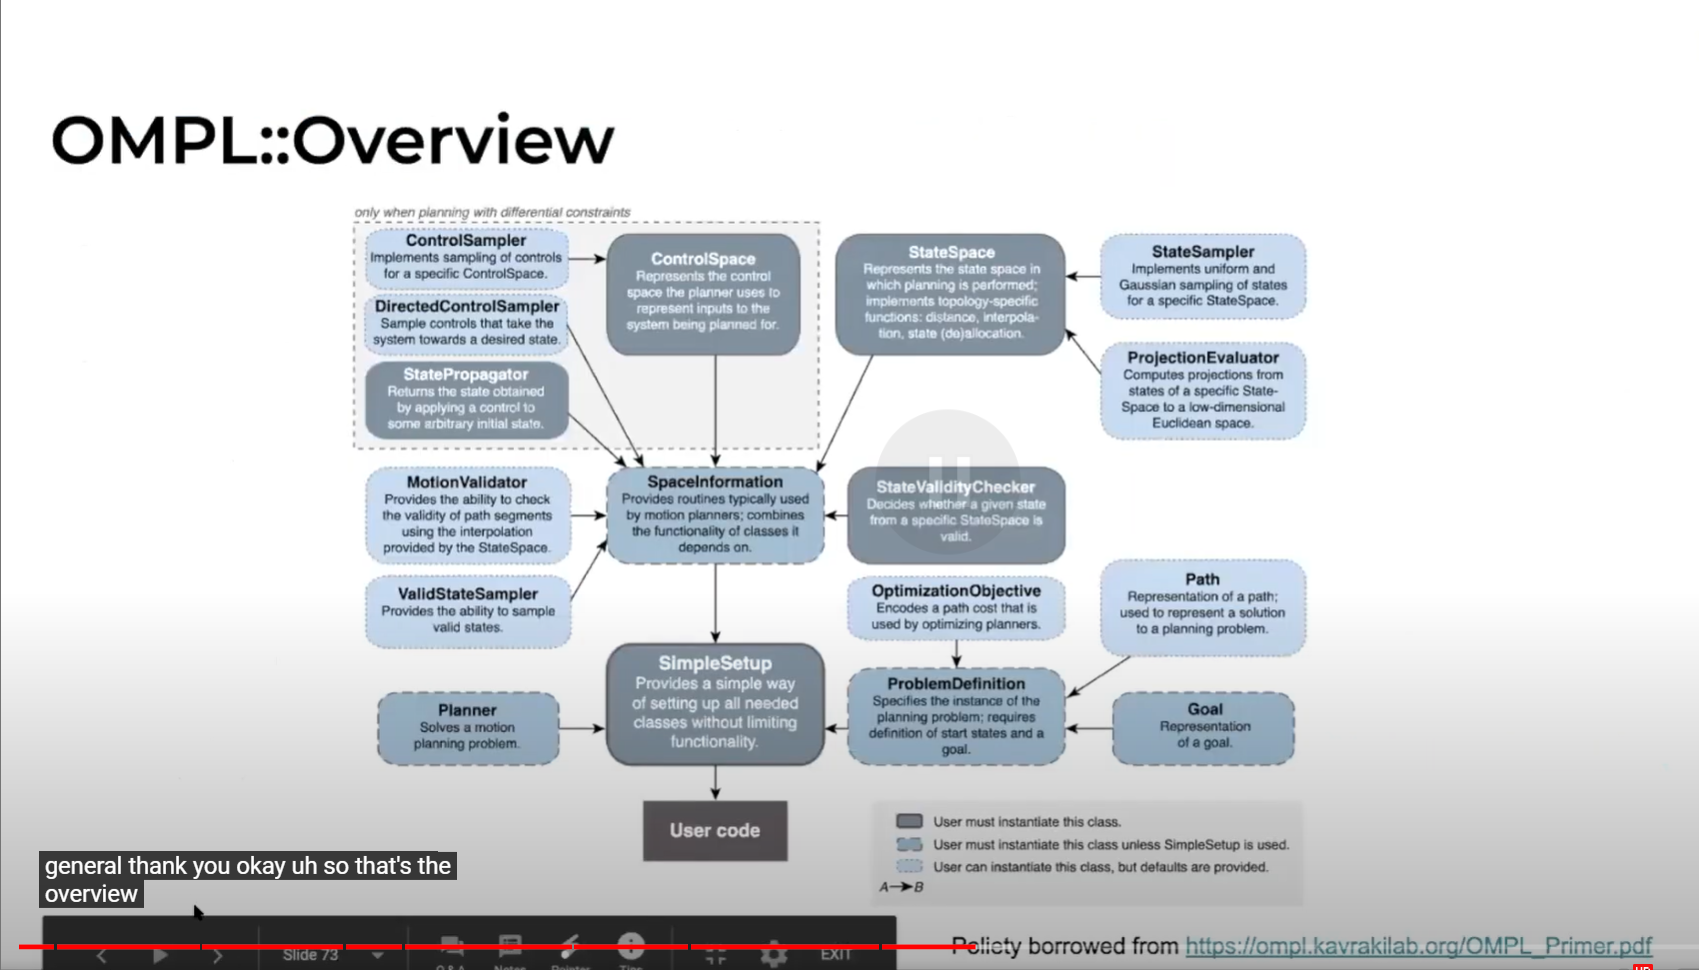 OMPL::Overview
only when planning with differential constraints
ControlSampler
Implements sampling of controls
for a specific ControlSpace.
DirectedControlSampler
Sample controls that take the
system towards a desired state.
StatePropagator
Returns the state obtained
by applying a control to
some arbitrary initial state.
ControlSpace
Represents the control
space the planner uses to
represent inputs to the
system being planned for.
StateSpace
Represents the state space in
which planning is performed;
implements topology-specific
functions: distance, interpola-
tion, state (de)allocation.
StateSampler
Implements uniform and
Gaussian sampling of states
for a specific StateSpace.
ProjectionEvaluator
Computes projections from
states of a specific State-
Space to a low-dimensional
Euclidean space.
MotionValidator
Provides the ability to check
the validity of path segments
using the interpolation
provided by the StateSpace.
SpaceInformation
Provides routines typically used
by motion planners; combines
the functionality of classes it
depends on.
StateValidityChecker
Decides whether a given state
from a specific StateSpace is
valid.
ValidStateSampler
Provides the ability to sample
valid states.
OptimizationObjective
Encodes a path cost that is
used by optimizing planners.
Path
Representation of a path;
used to represent a solution
to a planning problem.
Planner
Solves a motion
planning problem.
SimpleSetup
Provides a simple way
of setting up all needed
classes without limiting
functionality.
ProblemDefinition
Specifies the instance of the
planning problem; requires
definition of start states and a
goal.
Goal
Representation
of a goal.
User code
User must instantiate this class.
User must instantiate this class unless SimpleSetup is used.
User can instantiate this class, but defaults are provided.
A B
general thank you okay uh so that's the
overview
Slide 73
EXIT
Poliety borrowed from https://ompl.kavrakilab.org/OMPL_Primer.pdf